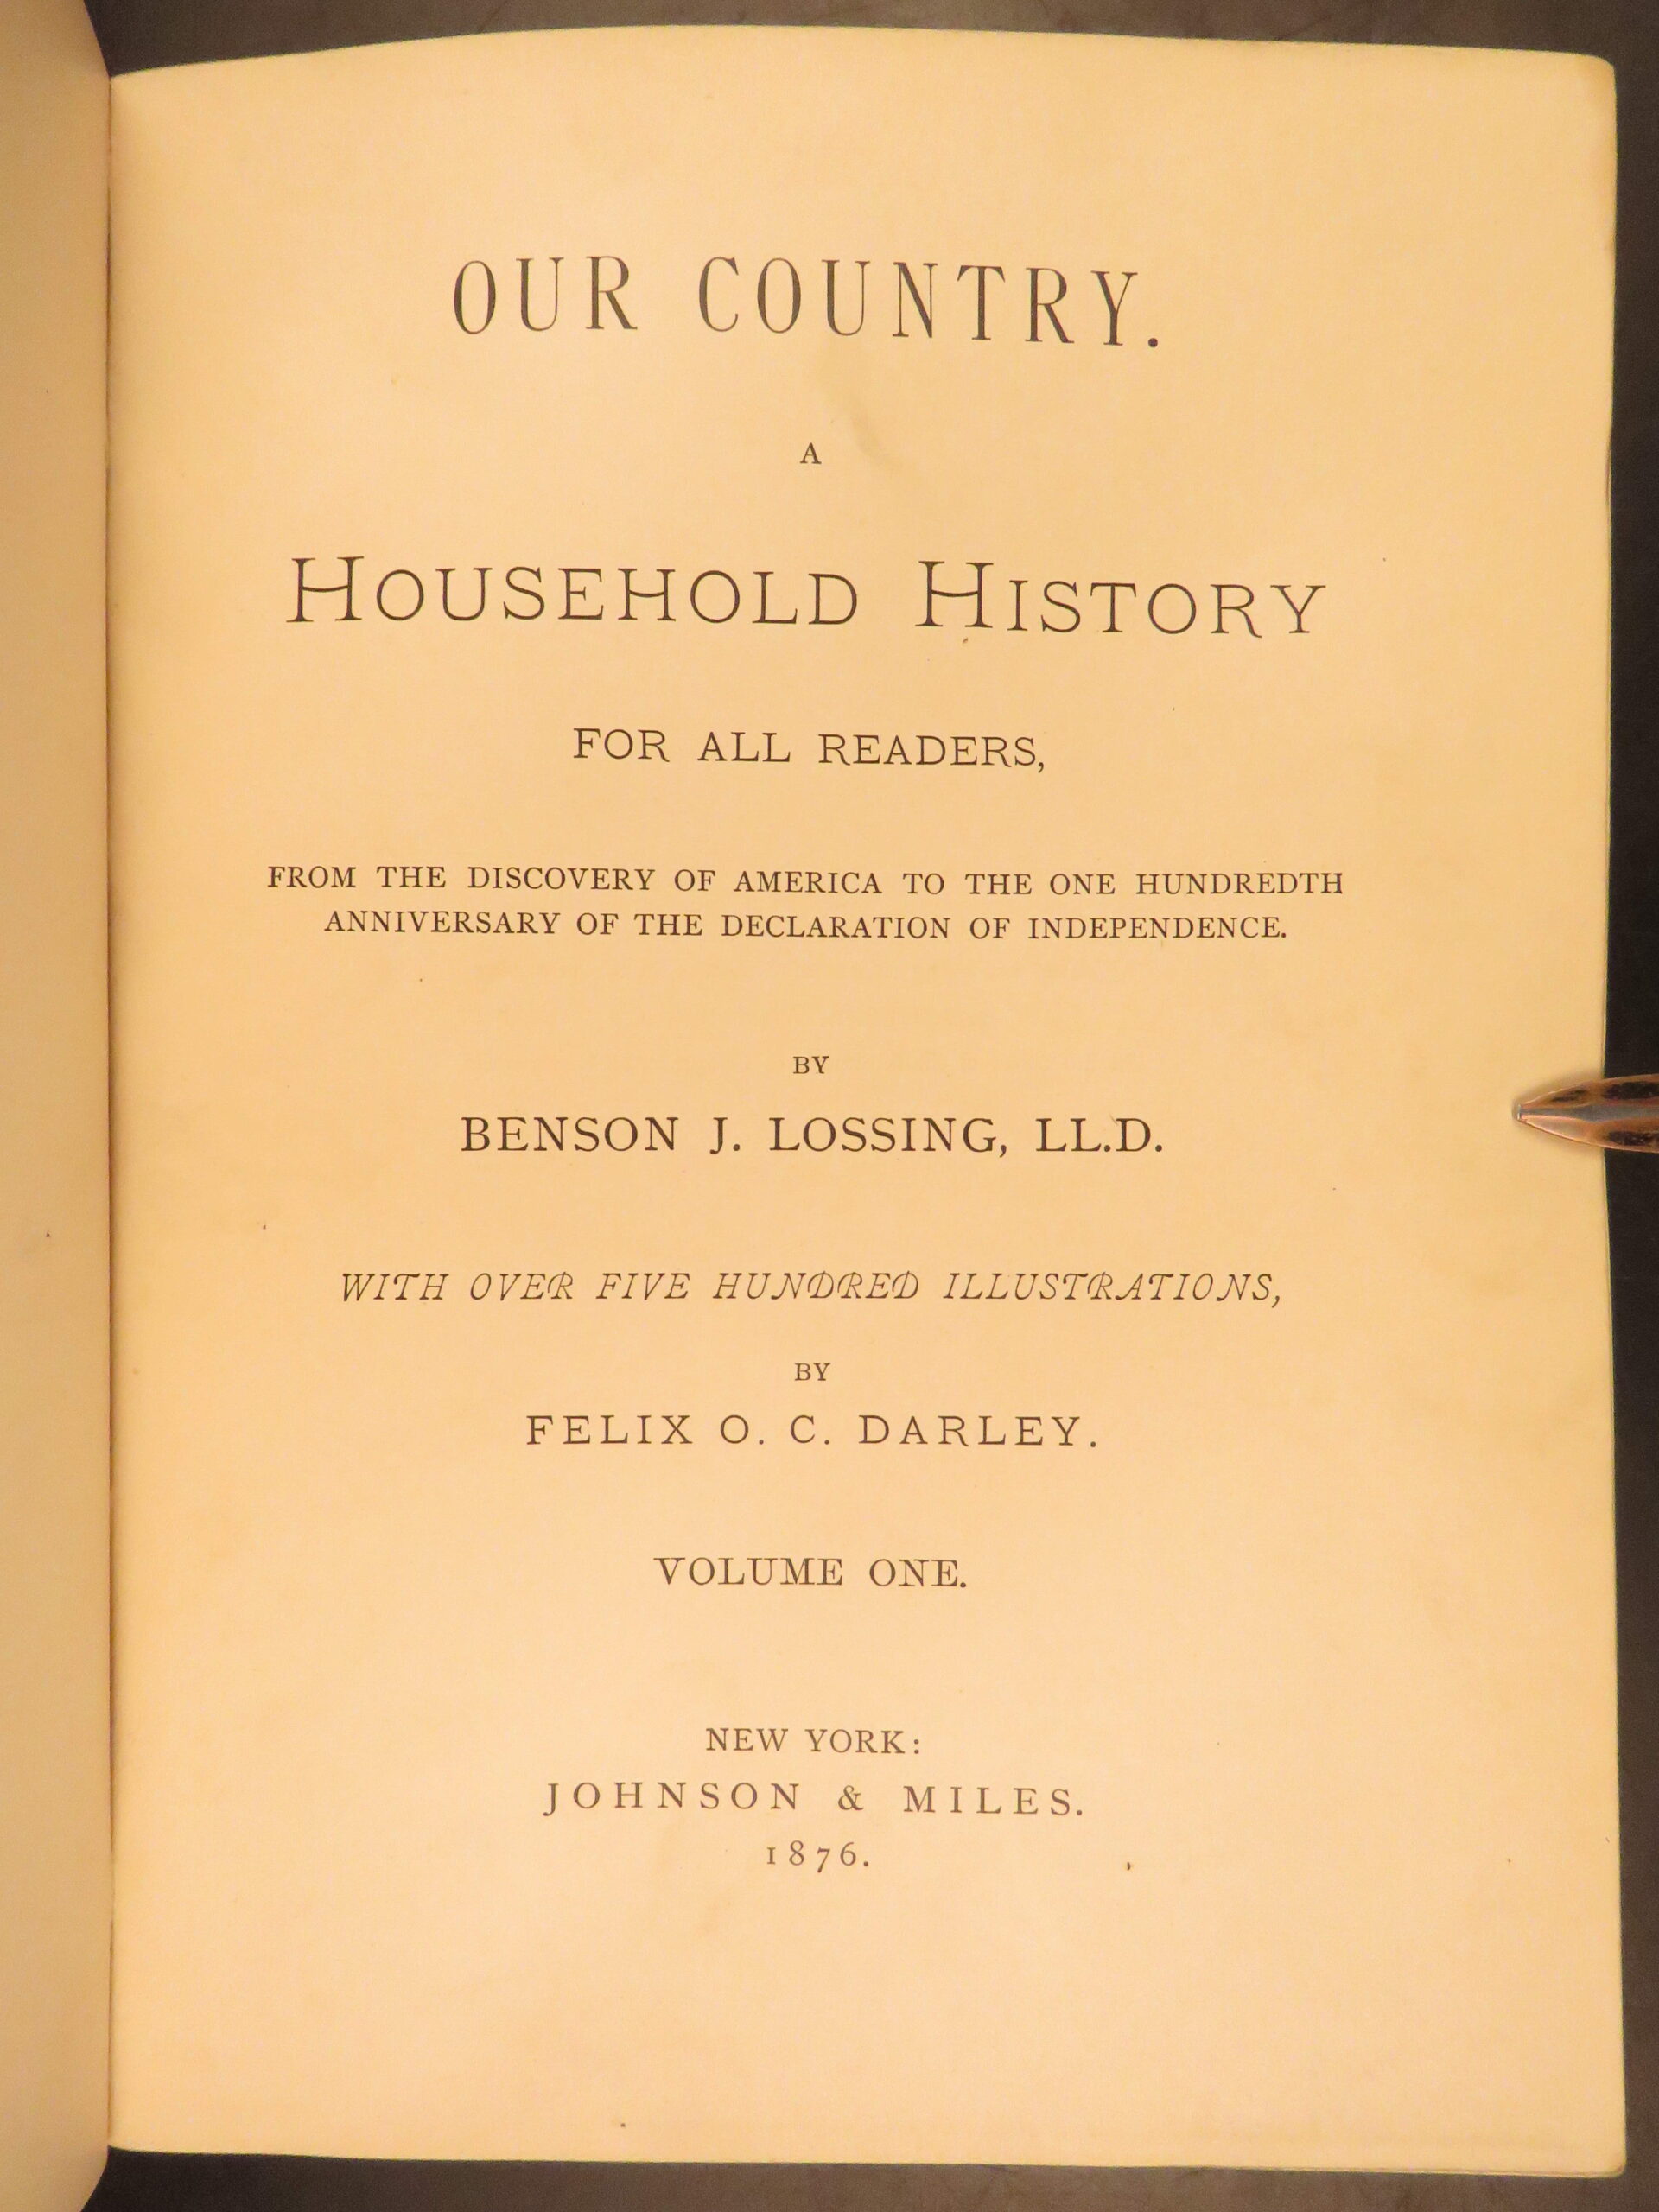 OUR COUNTRY.
A
HOUSEHOLD HISTORY
FOR ALL READERS,
FROM THE DISCOVERY OF AMERICA TO THE ONE HUNDREDTH
ANNIVERSARY OF THE DECLARATION OF INDEPENDENCE.
BY
BENSON J. LOSSING, LL.D.
WITH OVER FIVE HUNDRED ILLUSTRATIONS,
BY
FELIX O. C. DARLEY.
VOLUME ONE.
NEW YORK:
JOHNSON & MILES.
1876.